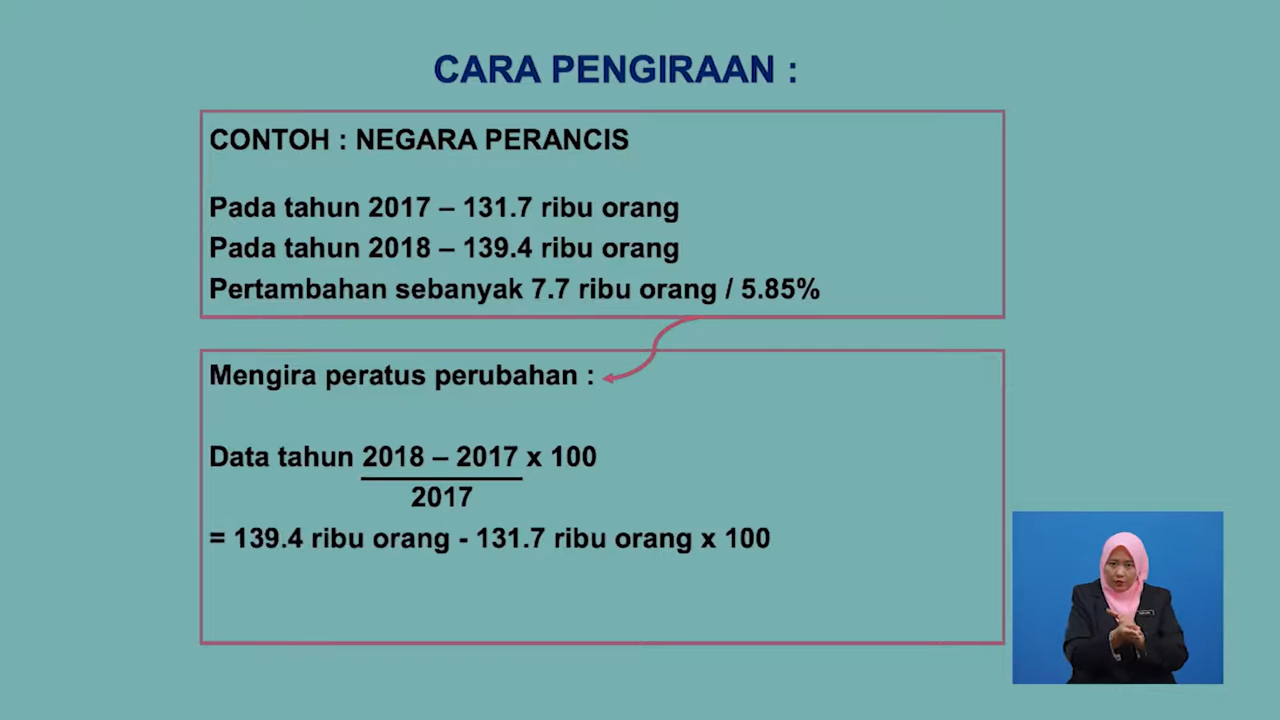 CARA PENGIRAAN :
CONTOH : NEGARA PERANCIS
Pada tahun 2017 – 131.7 ribu orang
Pada tahun 2018 – 139.4 ribu orang
Pertambahan sebanyak 7.7 ribu orang / 5.85%
Mengira peratus perubahan :
Data tahun 2018 – 2017 x 100
2017
= 139.4 ribu orang - 131.7 ribu orang x 100